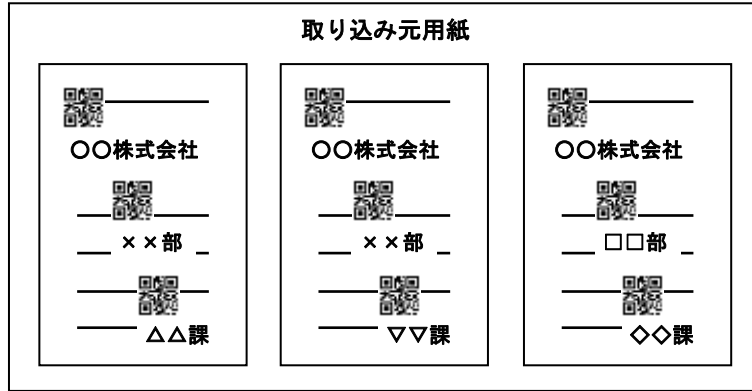 取り込み元用紙
〇〇株式会社
××部
△△課
〇〇株式会社
××部
▽▽課
〇〇株式会社
□□部
◇◇課